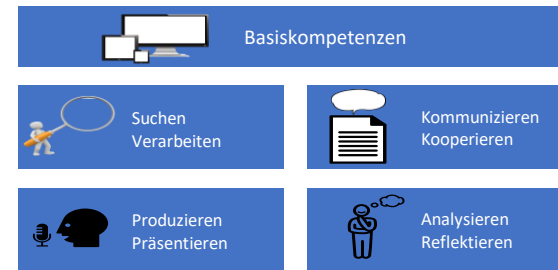 Basiskompetenzen
Suchen
Verarbeiten
Kommunizieren
Kooperieren
Produzieren
Präsentieren
Analysieren
Reflektieren